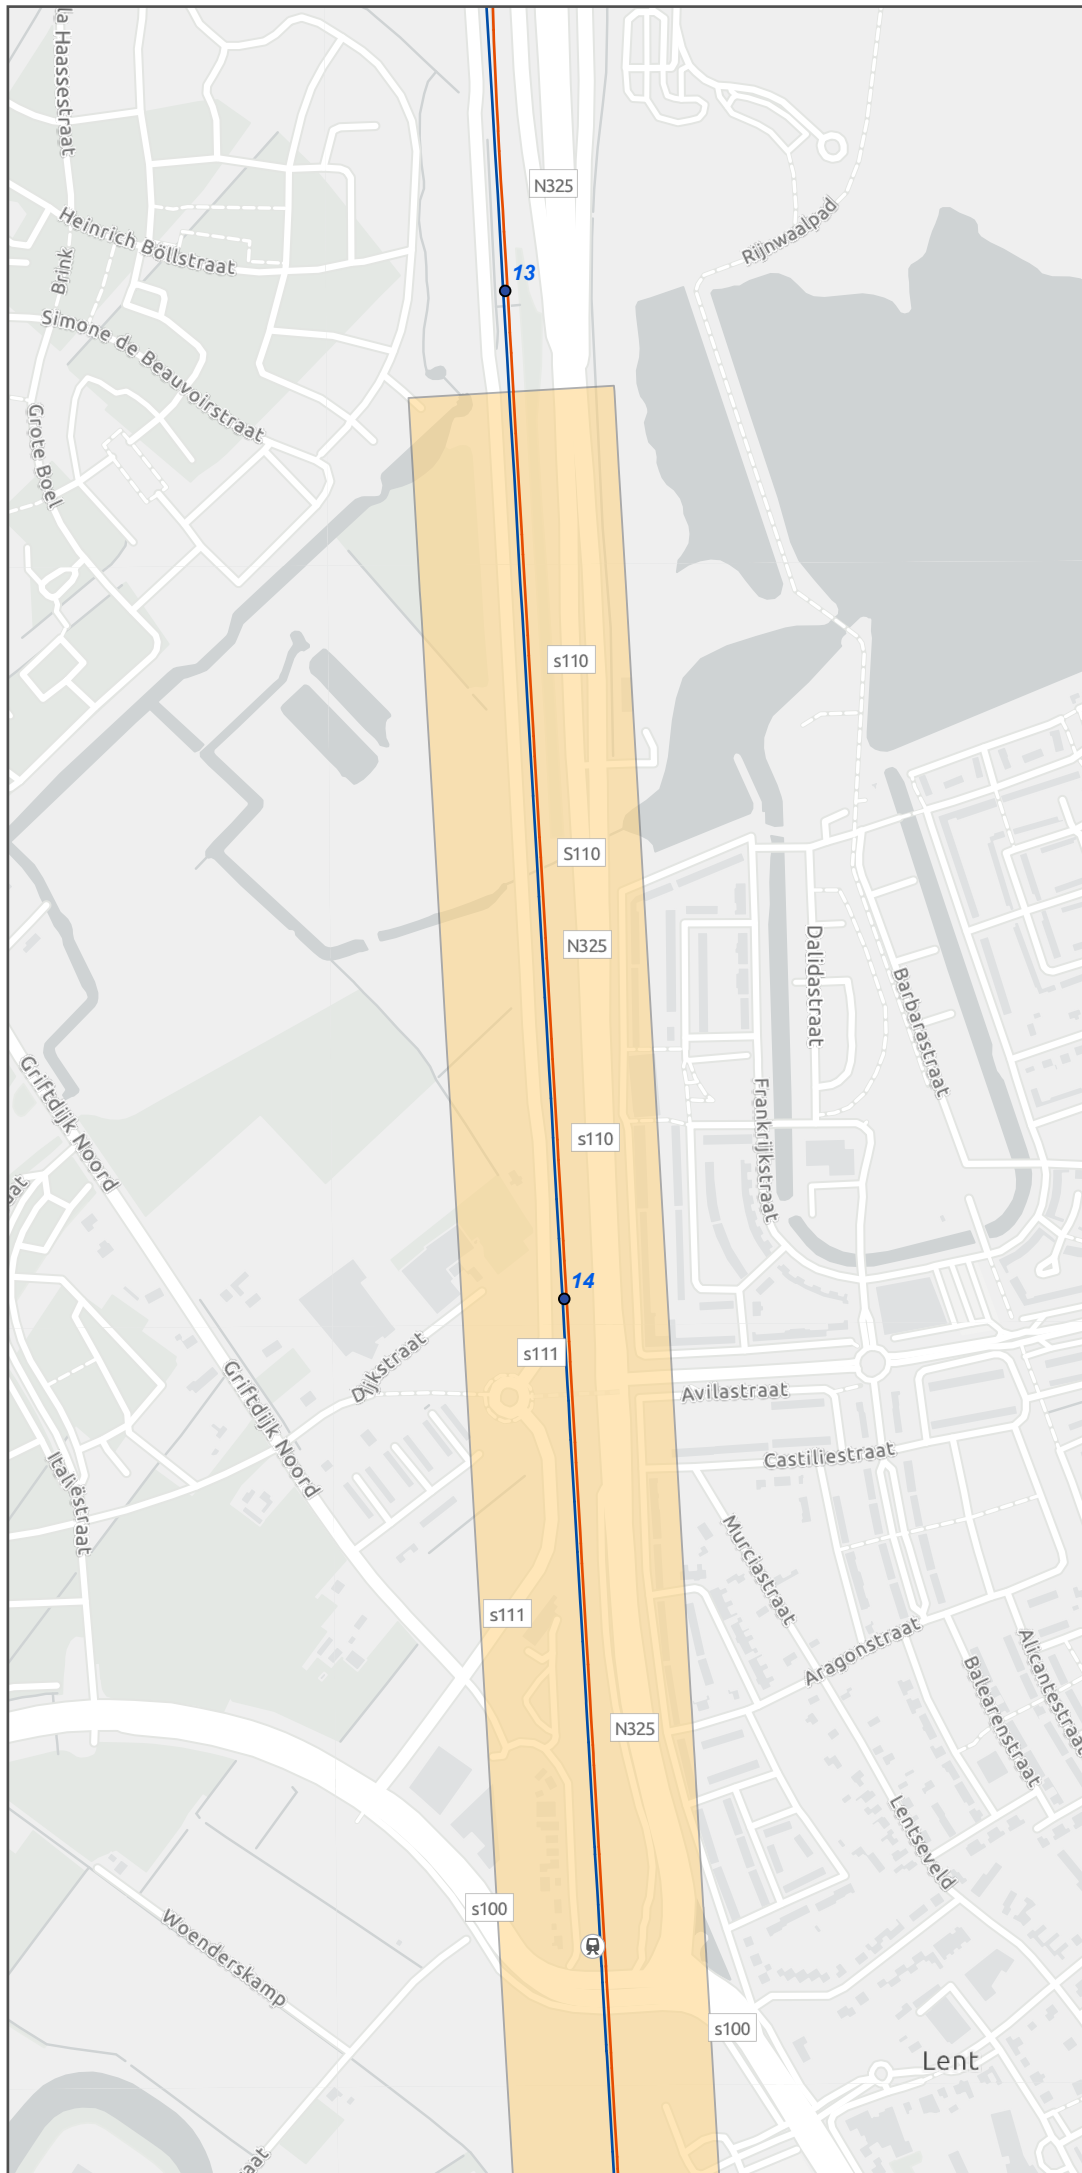 la Haassestraat
N325
Rijnwaalpad
Heinrich Böllstraat
Brink
13
Simone de Beauvoirstraat
Grote Boel
s110
S110
N325
Dalidastraat
Barbarastraat
Griftdijk Noord
Frankrijkstraat
s110
14
s111
Dijkstraat
Avilastraat
Griftdijk Noord
Castiliestraat
Italiëstraat
Murciastraat
s111
Aragonstraat
Alicantestraat
Balearenstraat
N325
Lentseveld
s100
Woenderskamp
s100
Lent